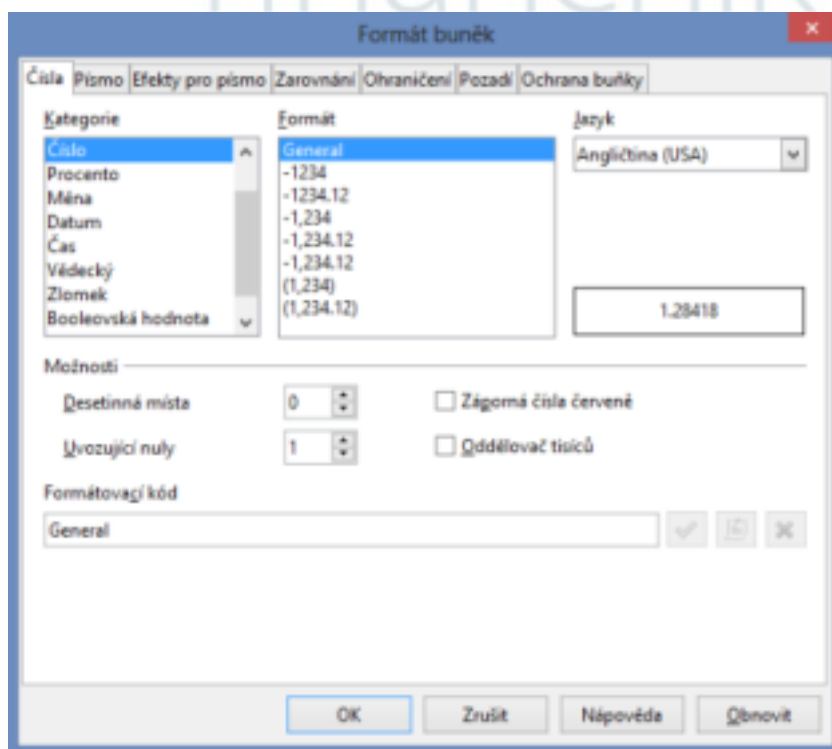 Formát buněk
Čísla Písmo Efekty pro písmo Zarovnání Ohraničení Pozadí Ochrana buňky
Kategorie Formát Jazyk
Číslo General Angličtina (USA)
Procento -1234
Měna -1234.12
Datum -1,234
Čas -1,234.12
Vědecký -1,234.12
Zlomek (1,234)
Booleovská hodnota (1,234.12)
1.28418
Možnosti
Desetinná místa 0 Záporná čísla červeně
Uvozující nuly 1 Oddělovač tisíců
Formátovací kód
General
OK Zrušit Nápověda Obnovit